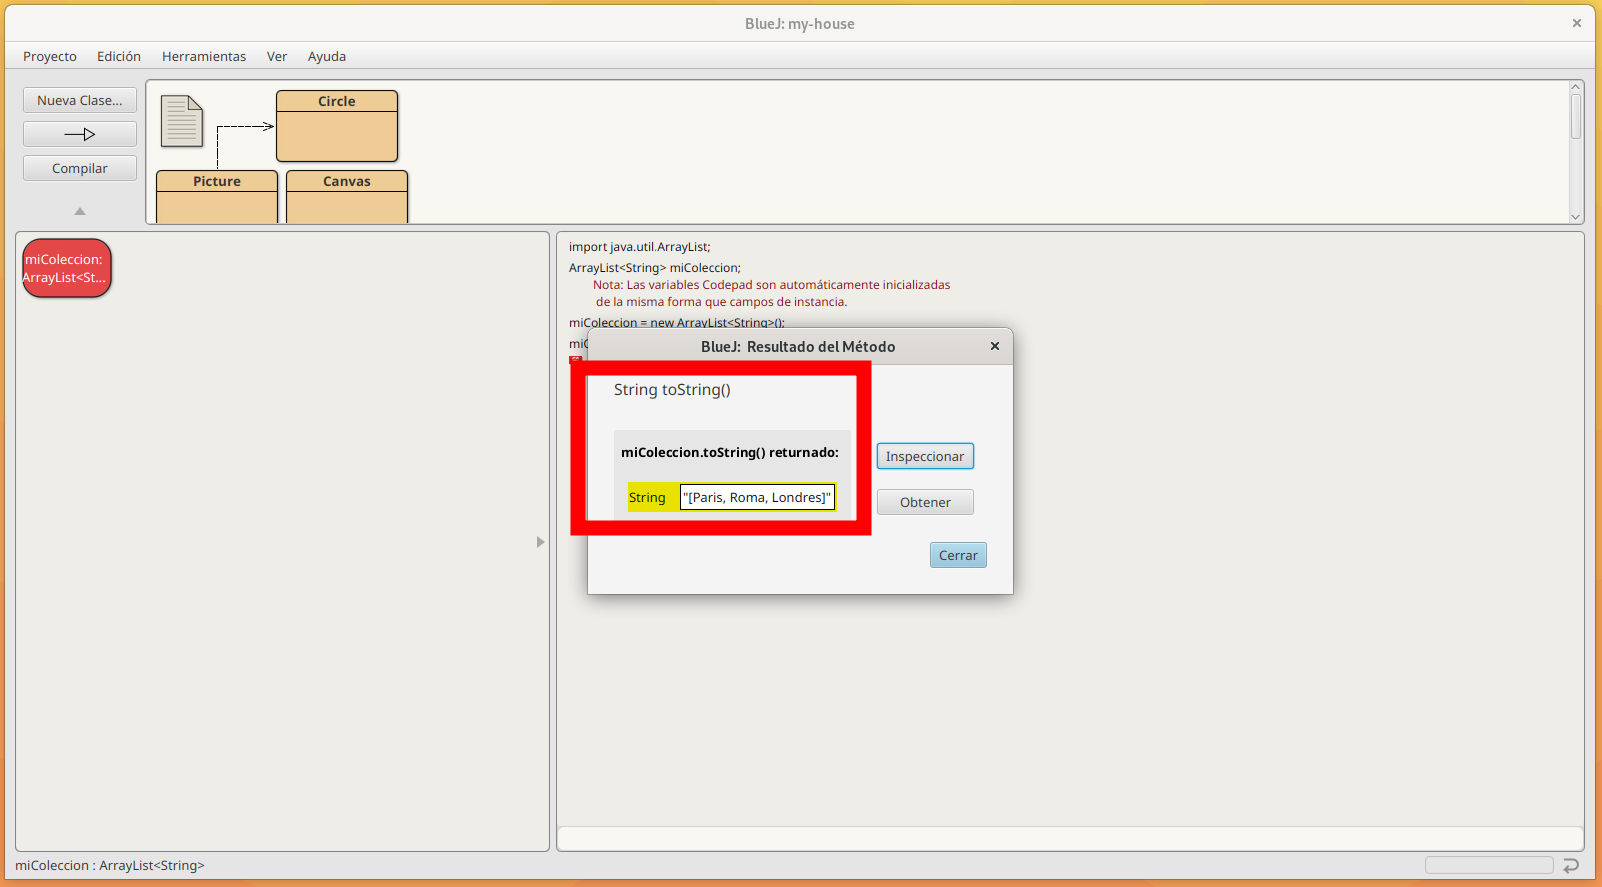 BlueJ: my-house
Proyecto Edición Herramientas Ver Ayuda
Nueva Clase...
Compilar
Circle
Picture
Canvas
miColeccion:
ArrayList<St...
import java.util.ArrayList;
ArrayList<String> miColeccion;
Nota: Las variables Codepad son automáticamente inicializadas
de la misma forma que campos de instancia.
miColeccion = new ArrayList<String>();
BlueJ: Resultado del Método
String toString()
miColeccion.toString() returnado:
String "[Paris, Roma, Londres]"
Inspeccionar
Obtener
Cerrar
miColeccion : ArrayList<String>